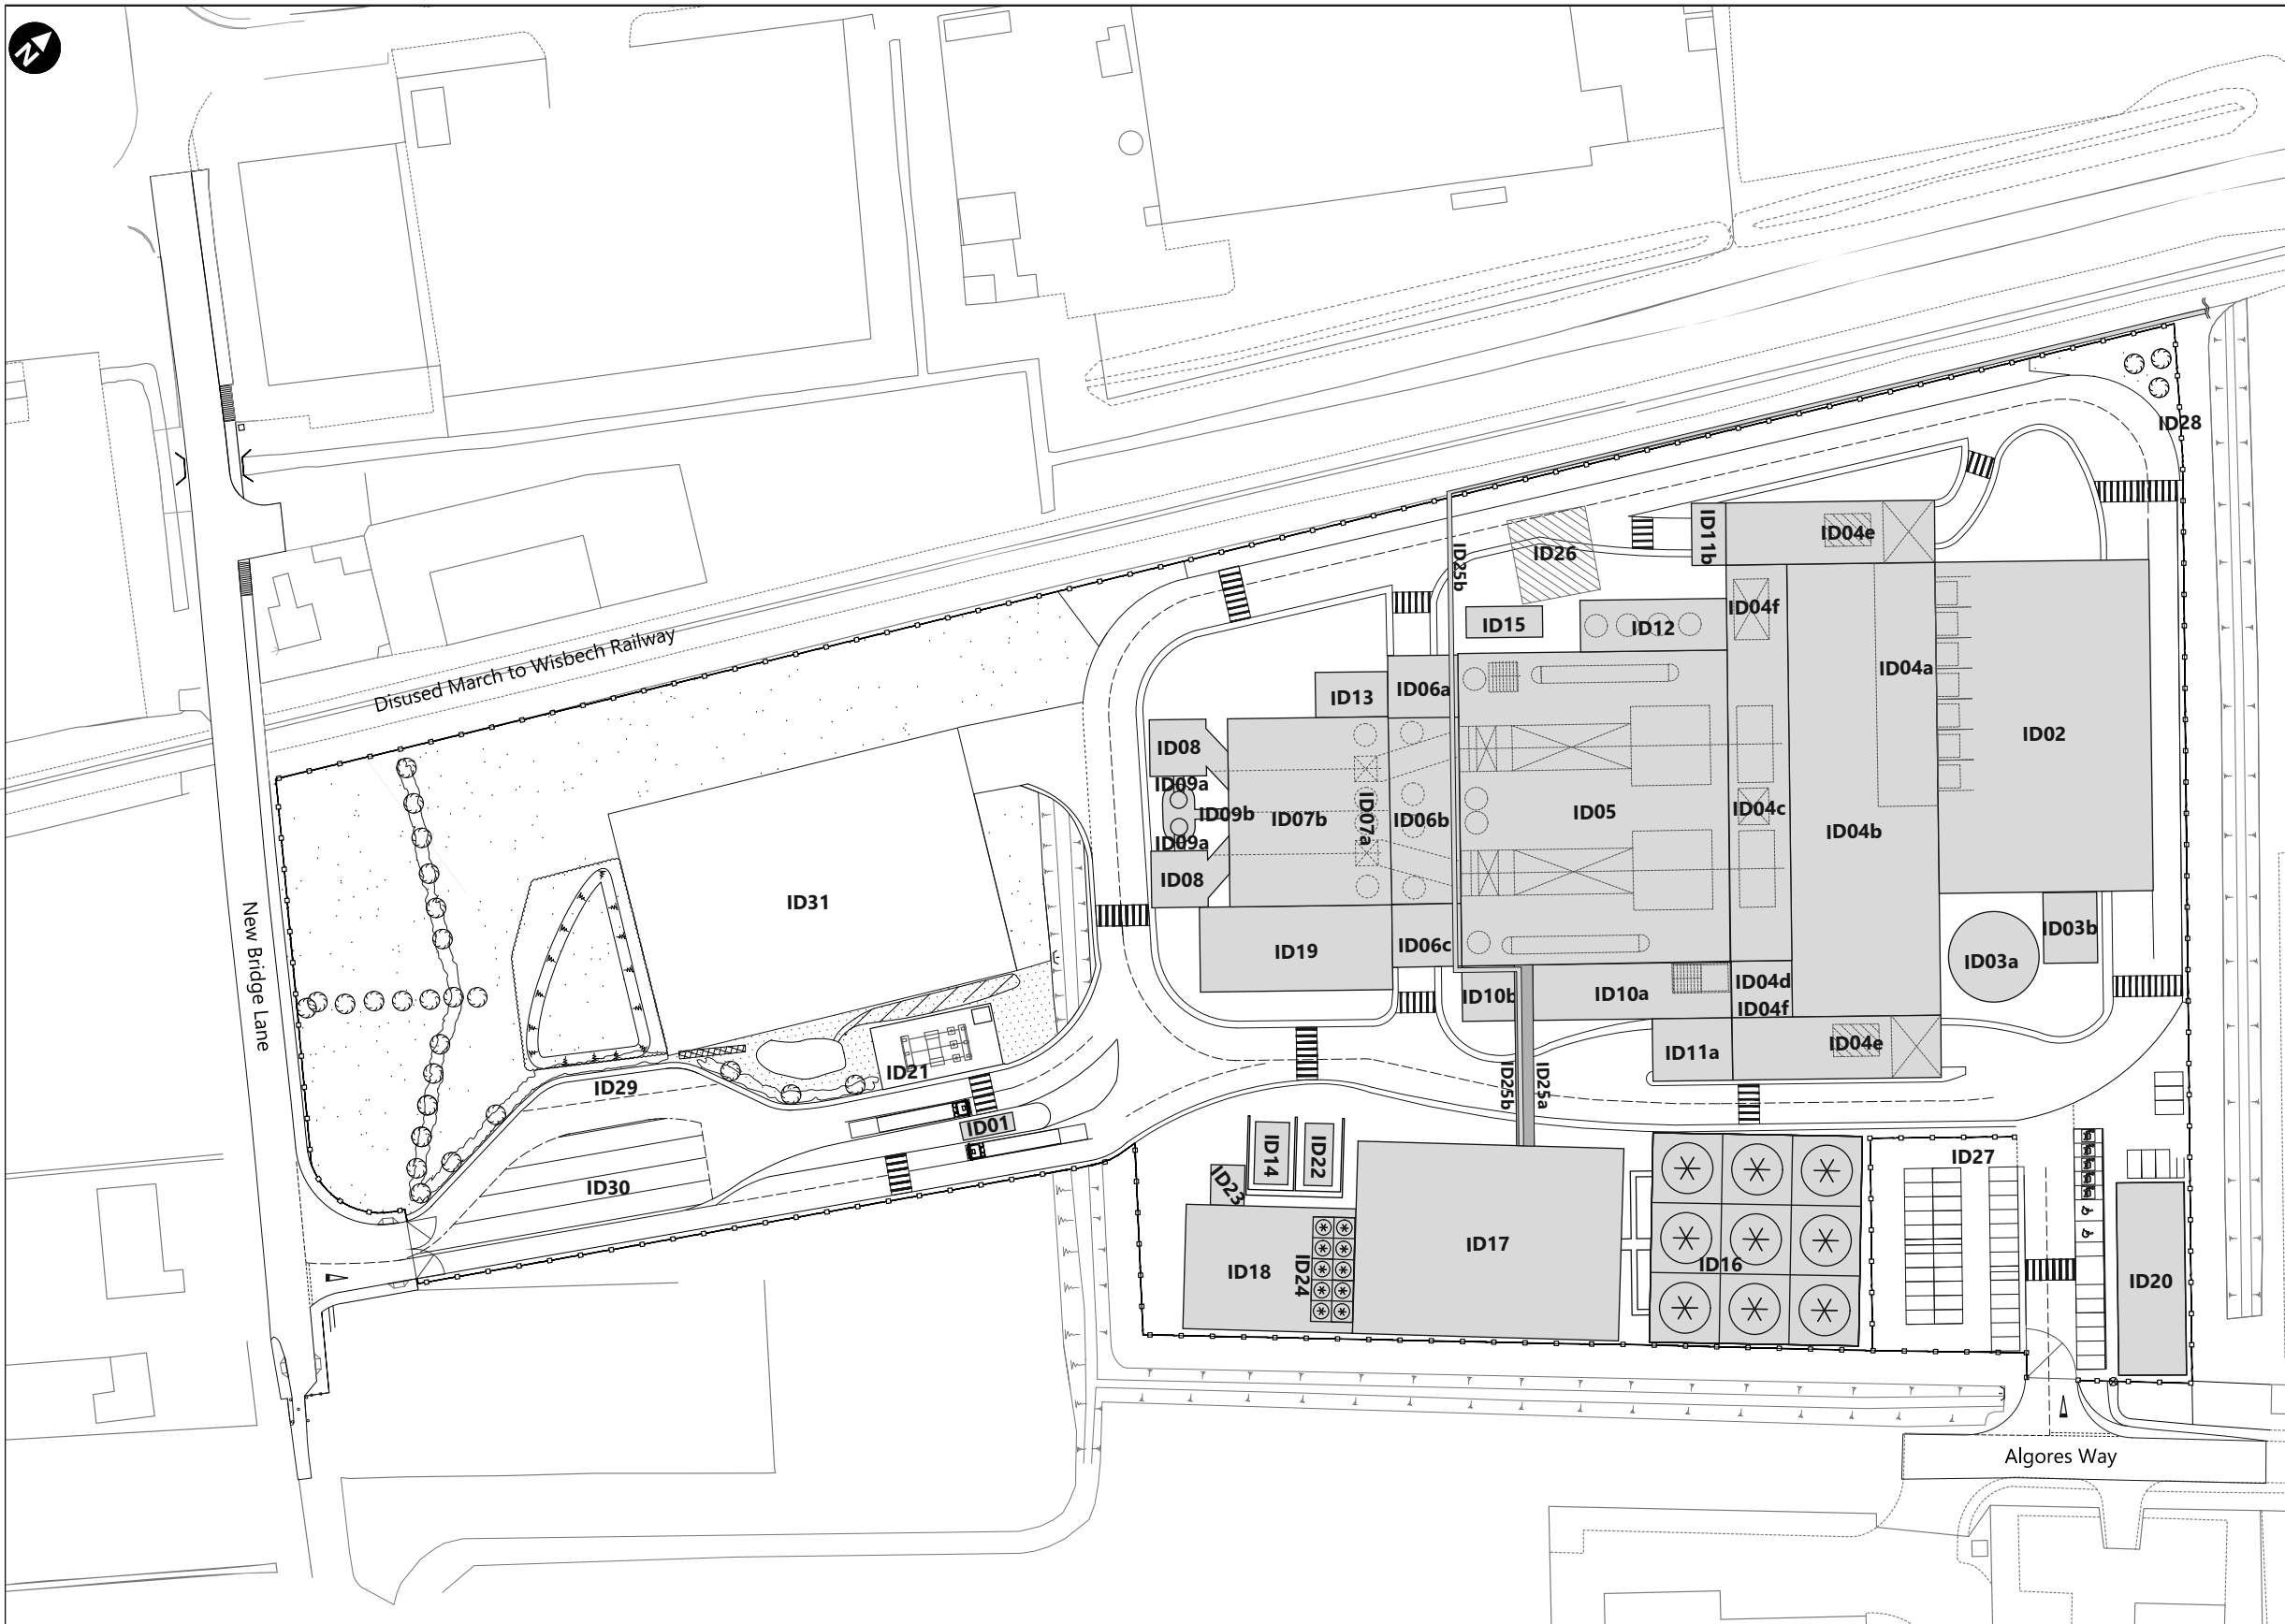 N
ID28
ID11b
ID04e
ID25b
ID26
ID04f
ID15
ID12
Disused March to Wisbech Railway
ID04a
ID13
ID06a
ID02
ID08
ID09a
ID09b
ID07b
ID07a
ID06b
ID05
ID04c
ID04b
ID09a
ID08
ID31
New Bridge Lane
ID19
ID06c
ID03b
ID03a
ID10b
ID10a
ID04d
ID04f
ID11a
ID04e
ID21
ID29
ID25b
ID25a
ID01
ID14
ID22
ID27
ID30
ID23
ID18
ID24
ID17
ID16
ID20
Algores Way